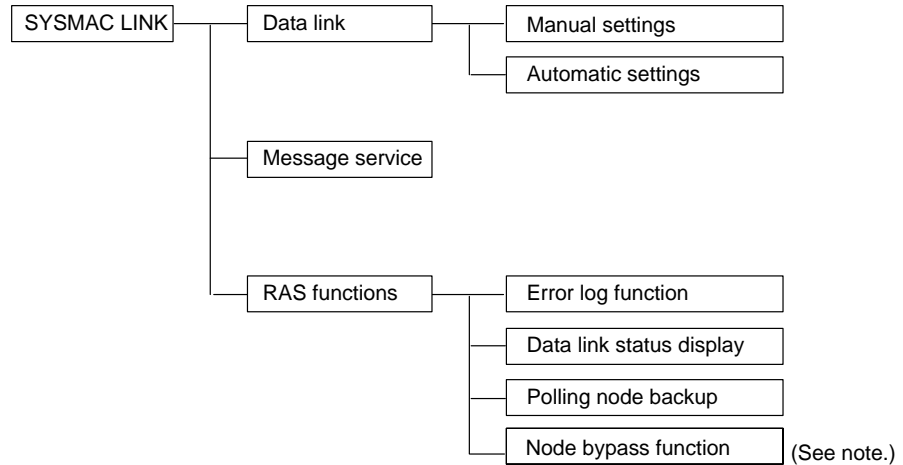 SYSMAC LINK
Data link
Manual settings
Automatic settings
Message service
RAS functions
Error log function
Data link status display
Polling node backup
Node bypass function
(See note.)